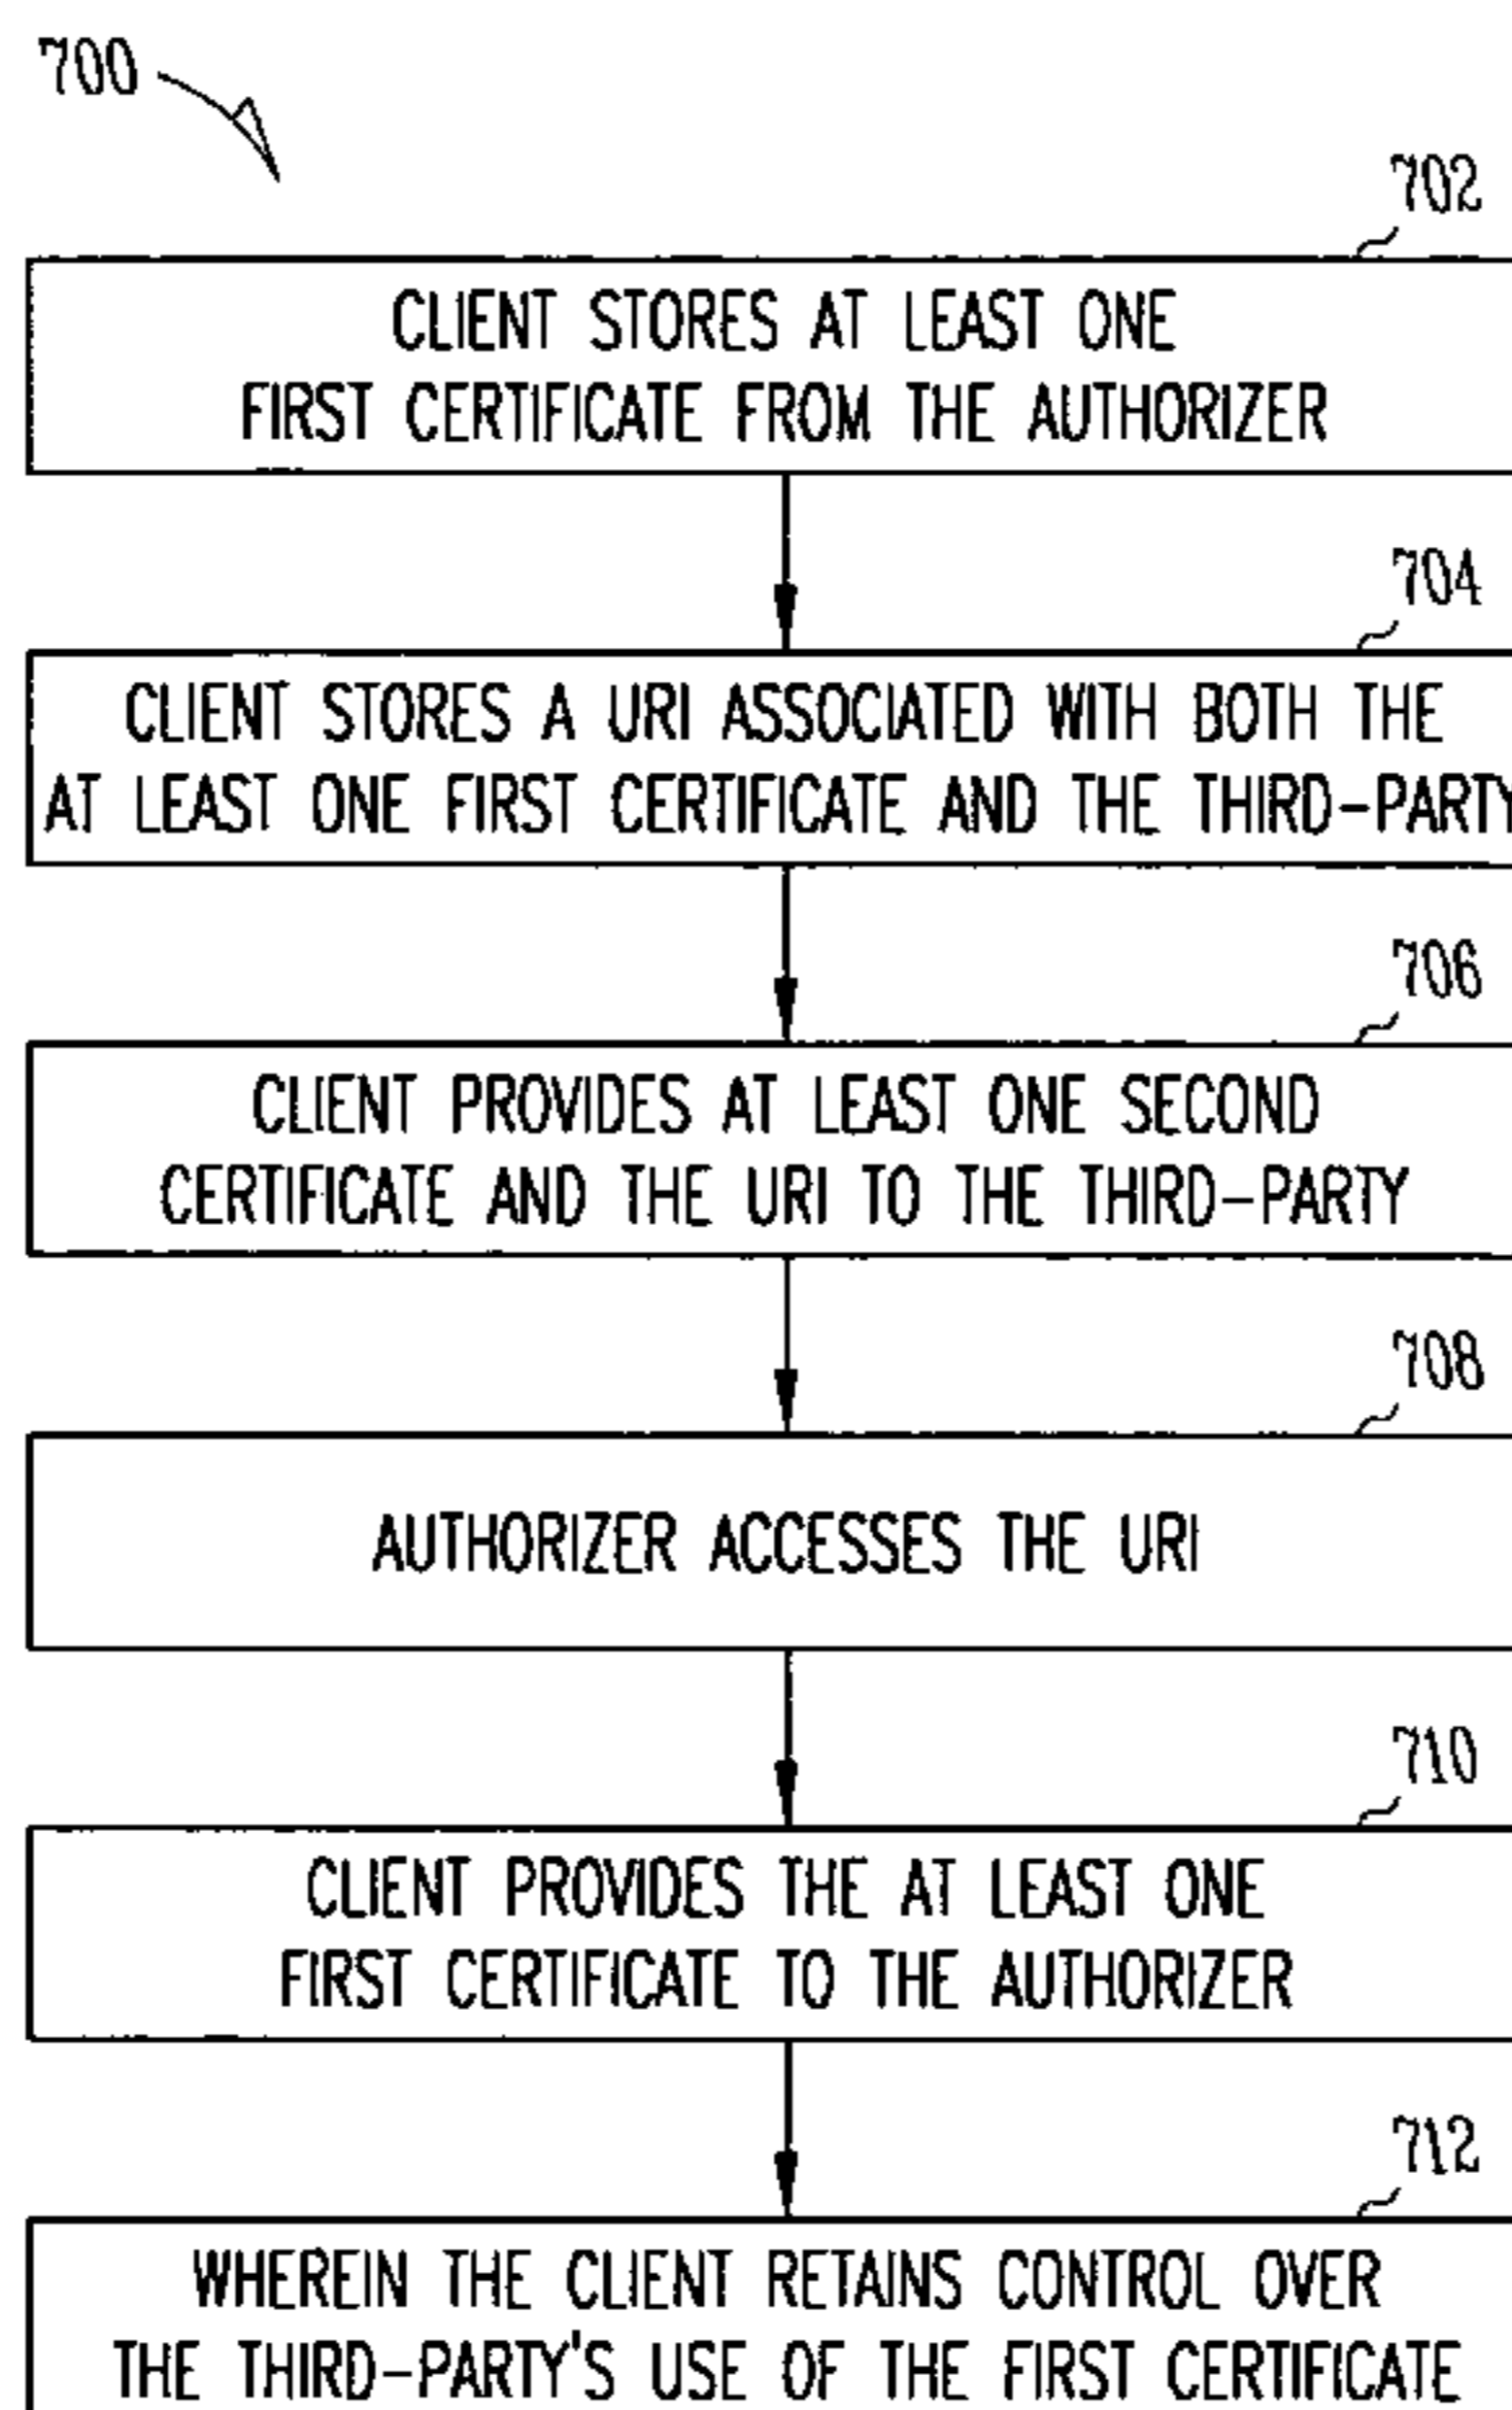 700
702
CLIENT STORES AT LEAST ONE
FIRST CERTIFICATE FROM THE AUTHORIZER
704
CLIENT STORES A URI ASSOCIATED WITH BOTH THE
AT LEAST ONE FIRST CERTIFICATE AND THE THIRD-PARTY
706
CLIENT PROVIDES AT LEAST ONE SECOND
CERTIFICATE AND THE URI TO THE THIRD-PARTY
708
AUTHORIZER ACCESSES THE URI
710
CLIENT PROVIDES THE AT LEAST ONE
FIRST CERTIFICATE TO THE AUTHORIZER
712
WHEREIN THE CLIENT RETAINS CONTROL OVER
THE THIRD-PARTY'S USE OF THE FIRST CERTIFICATE